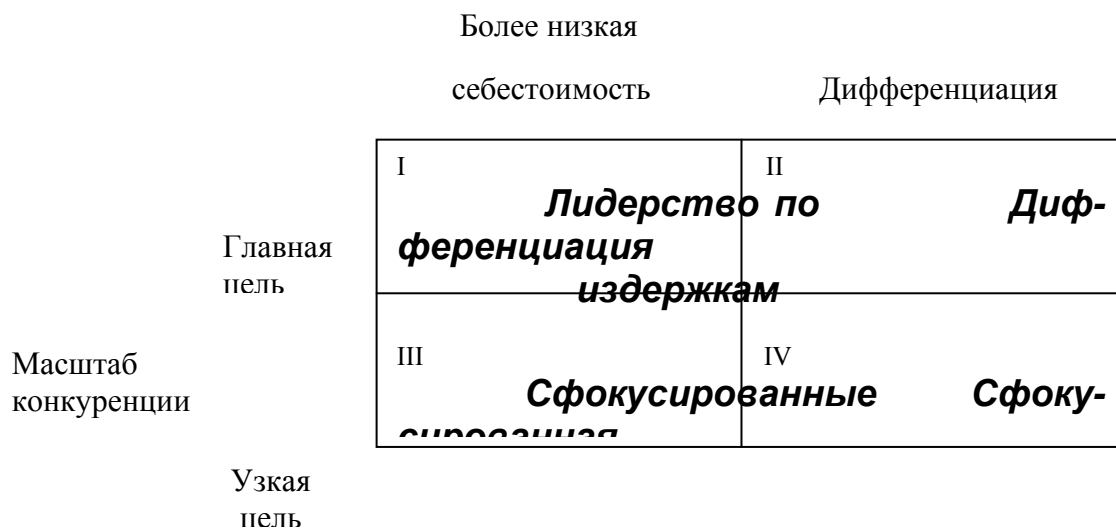 Более низкая
себестоимость Дифференциация
I II
Лидерство по Диф-
Главная ференциация
цель издержкам
Масштаб III IV
конкуренции Сфокусированные Сфоку-
сированная
Узкая
цель